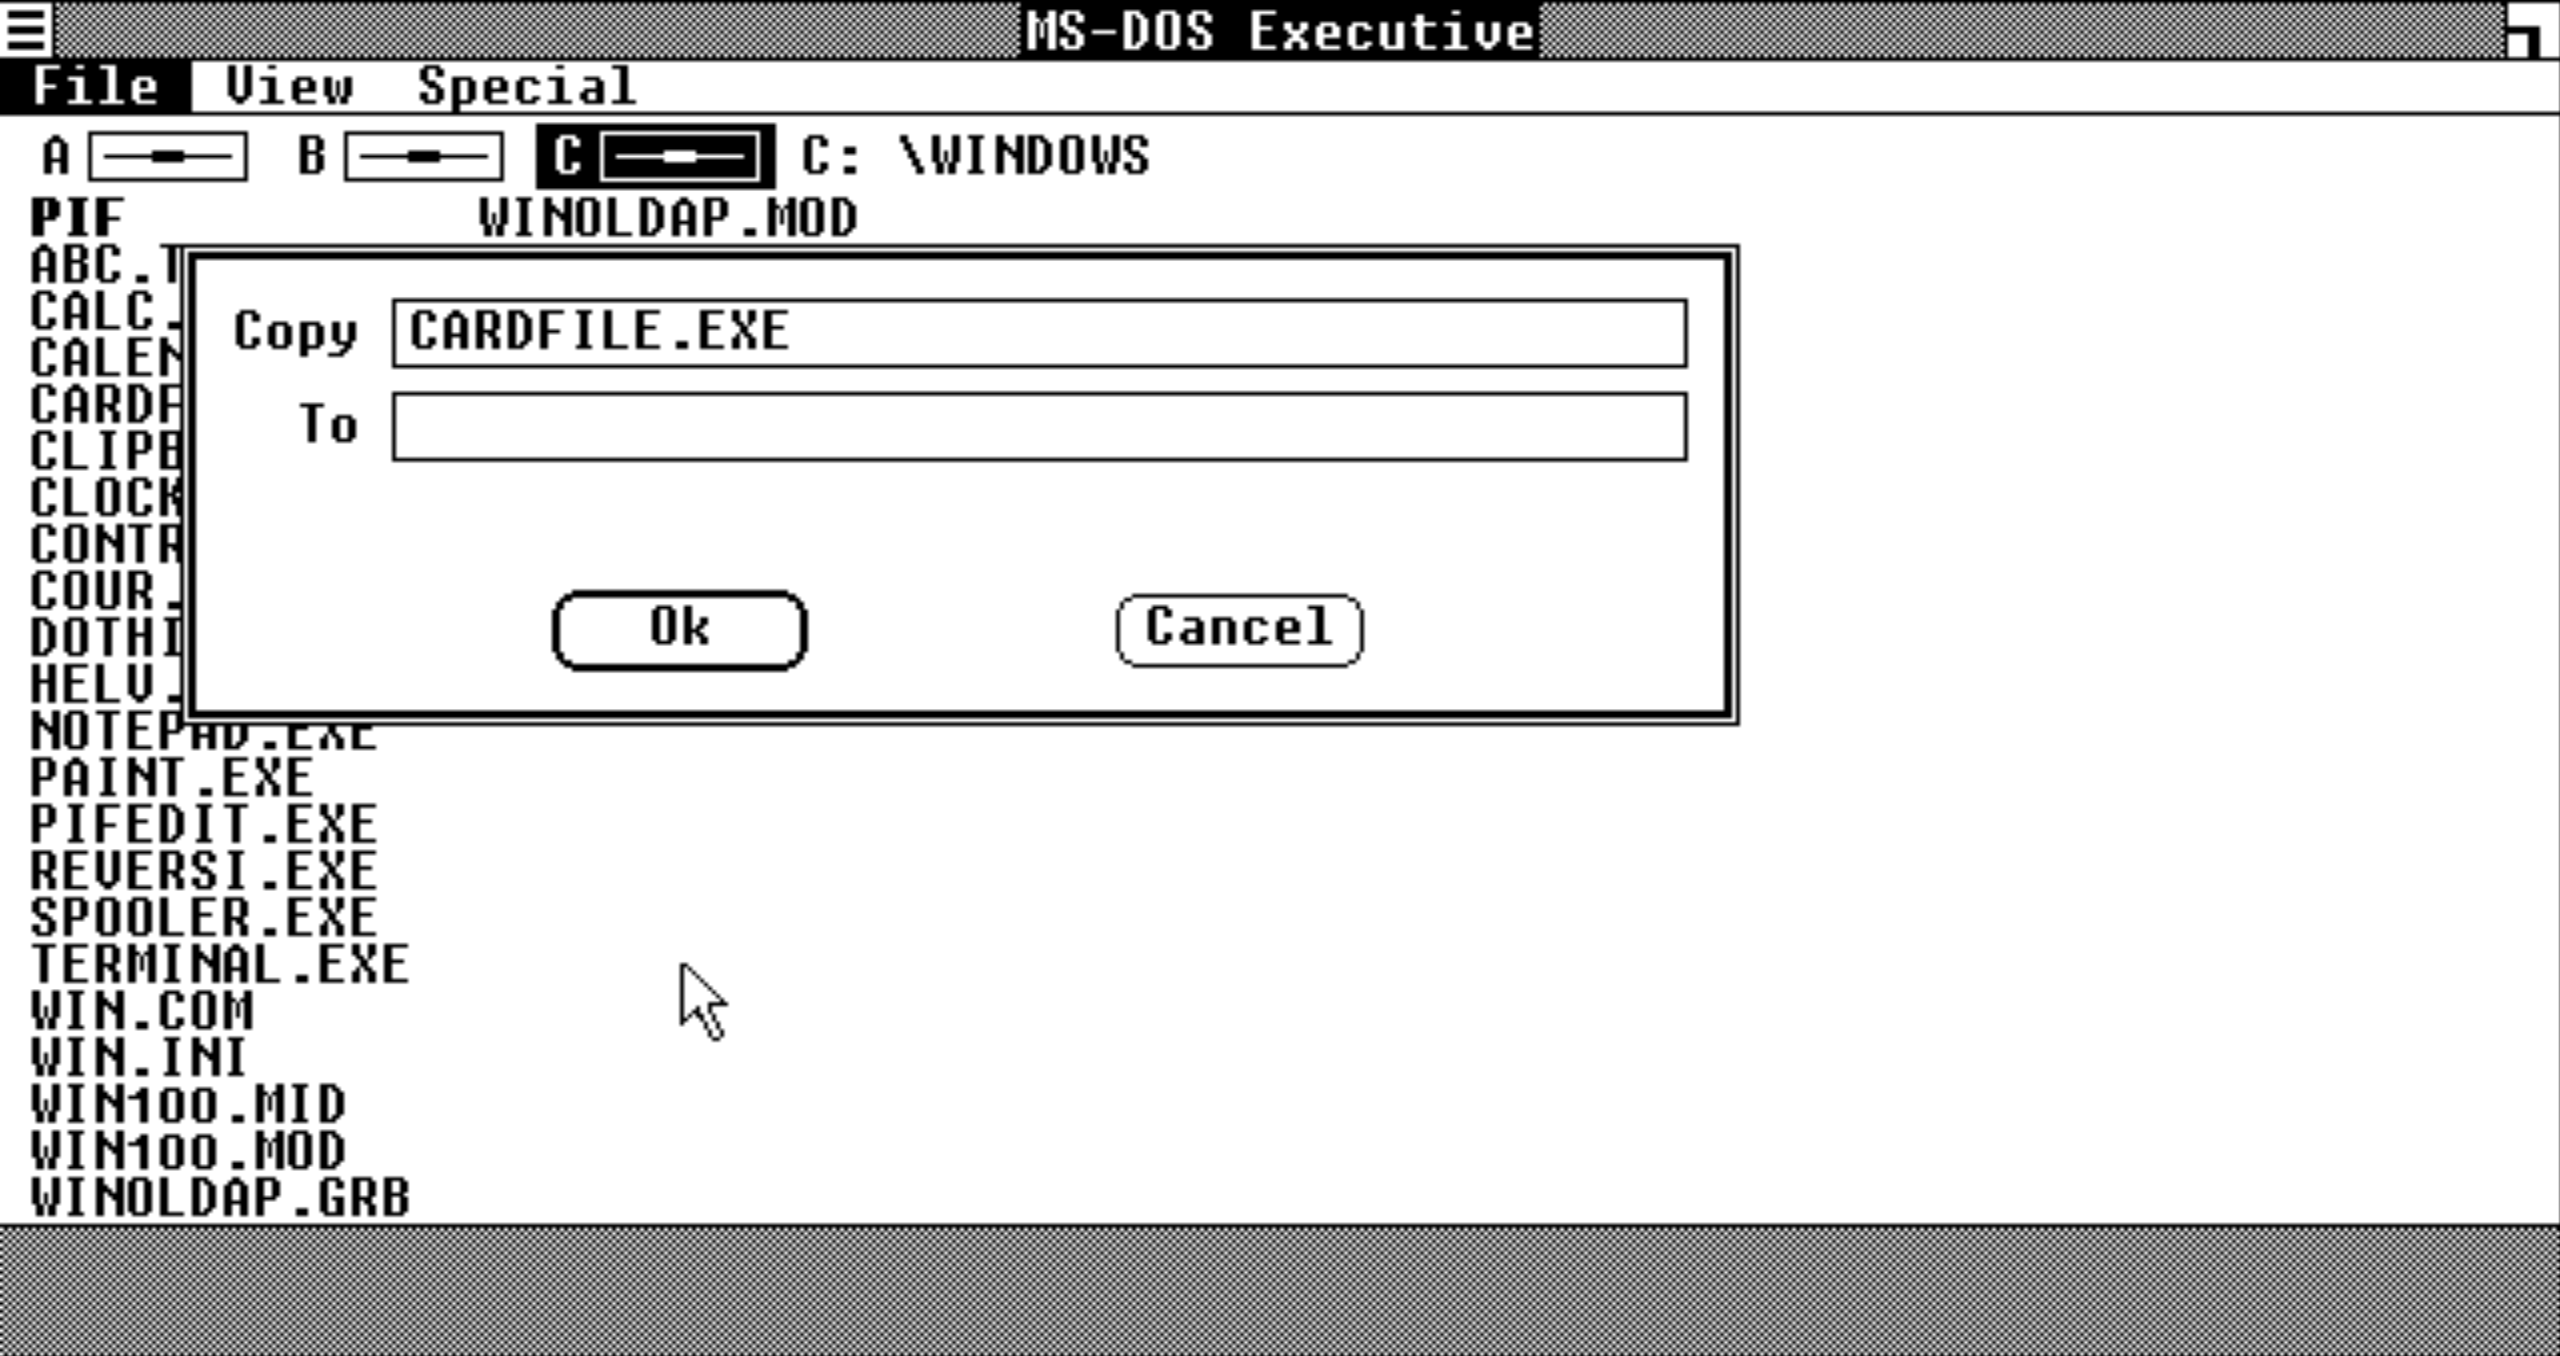 MS-DOS Executive
File View Special
A B C C: \WINDOWS
PIF WINOLDAP.MOD
ABC.T
CALC.
CALEN
CARDF
CLIPB
CLOCK
CONTR
COUR.
DOTHI
HELV.
Copy CARDFILE.EXE
To
Ok Cancel
NOTEPAD.EXE
PAINT.EXE
PIFEDIT.EXE
REVERSI.EXE
SPOOLER.EXE
TERMINAL.EXE
WIN.COM
WIN.INI
WIN100.MID
WIN100.MOD
WINOLDAP.GRB